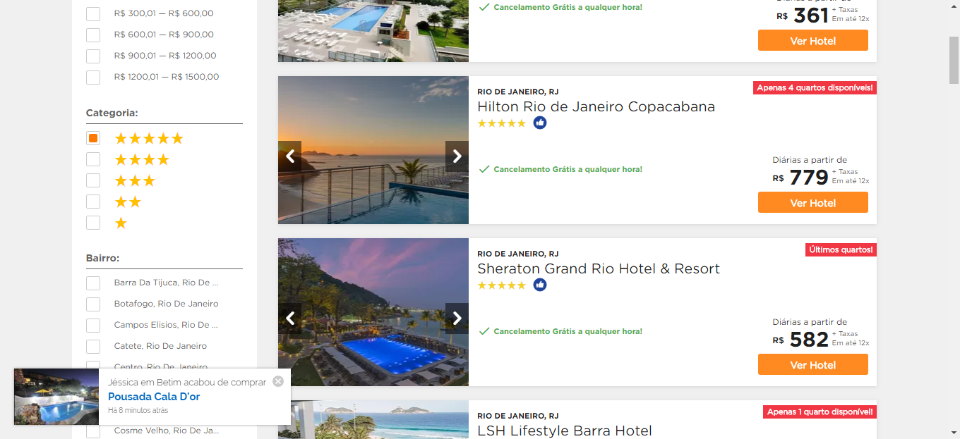 R$ 300,01 — R$ 600,00
R$ 600,01 — R$ 900,00
R$ 900,01 — R$ 1200,00
R$ 1200,01 — R$ 1500,00
Categoria:
Bairro:
Barra Da Tijuca, Rio De ...
Botafogo, Rio De Janeiro
Campos Elisios, Rio De ...
Catete, Rio De Janeiro
Centro, Rio De Janeiro
Cosme Velho, Rio De Ja...
Jéssica em Betim acabou de comprar
Pousada Cala D'or
Há 8 minutos atrás
Cancelamento Grátis a qualquer hora!
Diárias a partir de
R$ 361 + Taxas
Em até 12x
Ver Hotel
Apenas 4 quartos disponíveis!
RIO DE JANEIRO, RJ
Hilton Rio de Janeiro Copacabana
Cancelamento Grátis a qualquer hora!
Diárias a partir de
R$ 779 + Taxas
Em até 12x
Ver Hotel
Últimos quartos!
RIO DE JANEIRO, RJ
Sheraton Grand Rio Hotel & Resort
Cancelamento Grátis a qualquer hora!
Diárias a partir de
R$ 582 + Taxas
Em até 12x
Ver Hotel
Apenas 1 quarto disponível!
RIO DE JANEIRO, RJ
LSH Lifestyle Barra Hotel